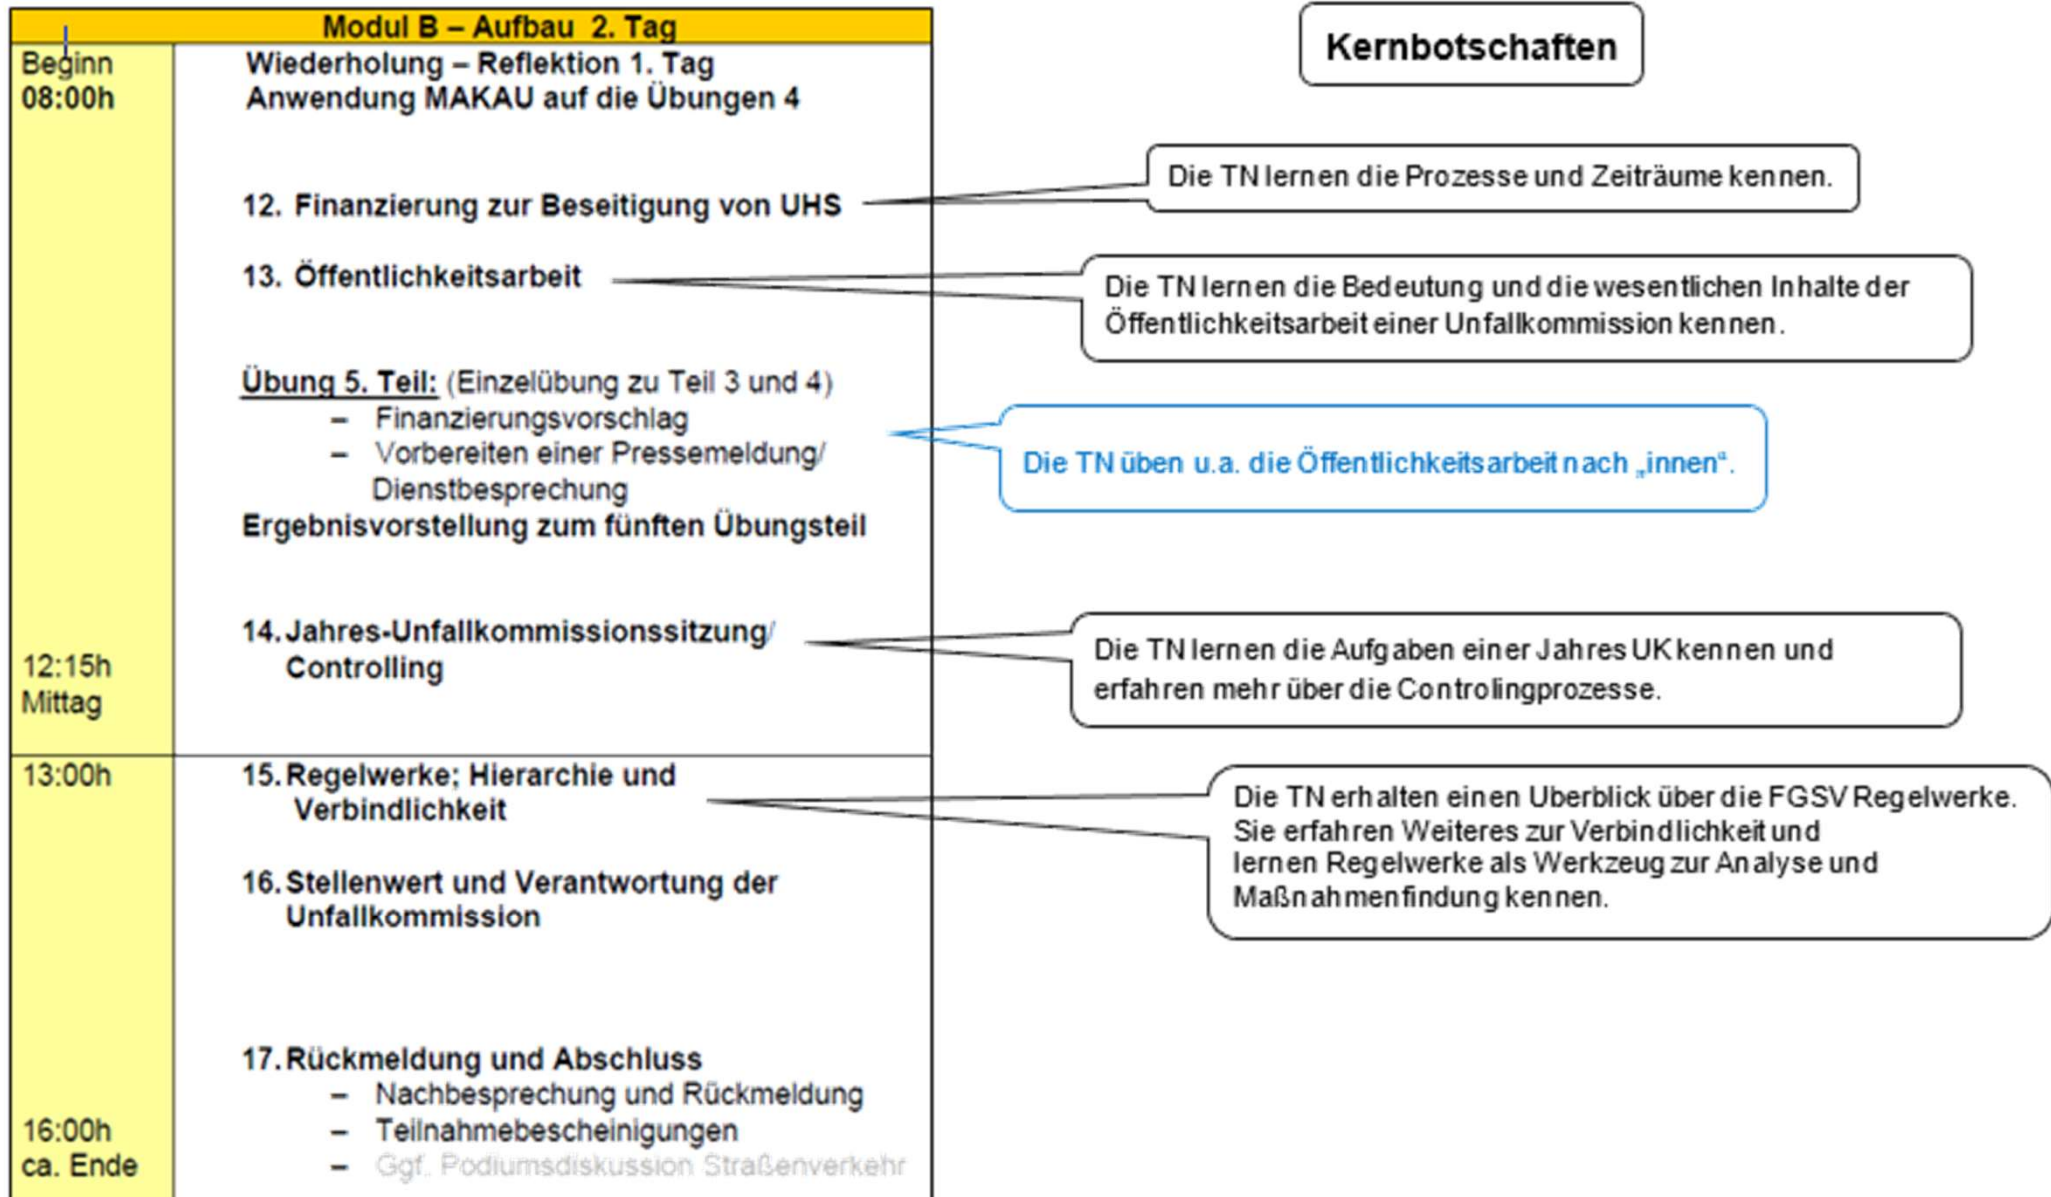 Modul B – Aufbau  2. Tag
Beginn
08:00h
Wiederholung – Reflektion 1. Tag
Anwendung MAKAU auf die Übungen 4
12. Finanzierung zur Beseitigung von UHS
13. Öffentlichkeitsarbeit
Übung 5. Teil: (Einzelübung zu Teil 3 und 4)
– Finanzierungsvorschlag
– Vorbereiten einer Pressemeldung/
Dienstbesprechung
Ergebnisvorstellung zum fünften Übungsteil
14. Jahres-Unfallkommissionssitzung/
Controlling
12:15h
Mittag
13:00h
15. Regelwerke; Hierarchie und
Verbindlichkeit
16. Stellenwert und Verantwortung der
Unfallkommission
17. Rückmeldung und Abschluss
– Nachbesprechung und Rückmeldung
– Teilnahmebescheinigungen
– Ggf. Podiumsdiskussion Straßenverkehr
16:00h
ca. Ende
Kernbotschaften
Die TN lernen die Prozesse und Zeiträume kennen.
Die TN lernen die Bedeutung und die wesentlichen Inhalte der
Öffentlichkeitsarbeit einer Unfallkommission kennen.
Die TN üben u.a. die Öffentlichkeitsarbeit nach „innen“.
Die TN lernen die Aufgaben einer Jahres UK kennen und
erfahren mehr über die Controlingprozesse.
Die TN erhalten einen Uberblick über die FGSV Regelwerke.
Sie erfahren Weiteres zur Verbindlichkeit und
lernen Regelwerke als Werkzeug zur Analyse und
Maßnahmenfindung kennen.